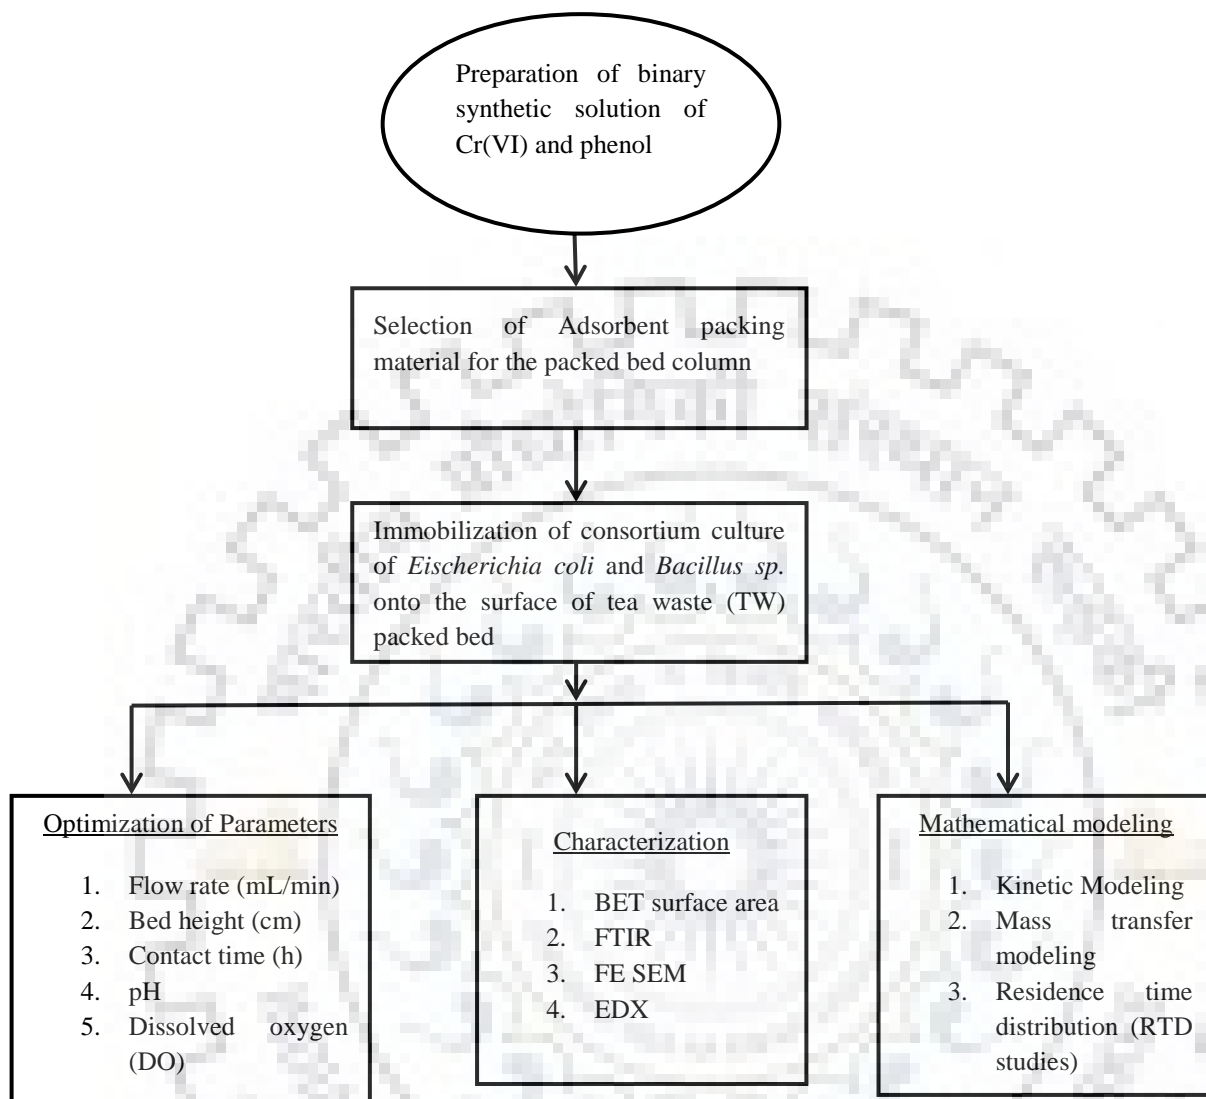 Preparation of binary
synthetic solution of
Cr(VI) and phenol
Selection of Adsorbent packing
material for the packed bed column
Immobilization of consortium culture
of Eischerichia coli and Bacillus sp.
onto the surface of tea waste (TW)
packed bed
Optimization of Parameters
1. Flow rate (mL/min)
2. Bed height (cm)
3. Contact time (h)
4. pH
5. Dissolved oxygen
(DO)
Characterization
1. BET surface area
2. FTIR
3. FE SEM
4. EDX
Mathematical modeling
1. Kinetic Modeling
2. Mass transfer
modeling
3. Residence time
distribution (RTD
studies)